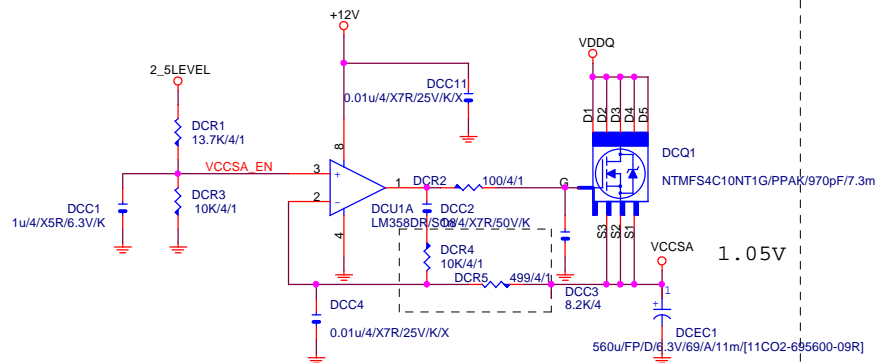 +12V
VDDQ
2_5LEVEL
DCC11
0.01u/4/X7R/25V/K/X
D1
D2
D3
D4
D5
DCR1
13.7K/4/1
8
DCQ1
VCCSA_EN
3
+
1
DCR2
100/4/1
G
NTMFS4C10NT1G/PPAK/970pF/7.3m
2
−
DCR3
10K/4/1
DCC1
1u/4/X5R/6.3V/K
DCU1A
LM358DR/SO8
DCC2
/4/X7R/50V/K
4
S3
S2
S1
DCR4
10K/4/1
VCCSA
1.05V
DCR5
499/4/1
DCC3
8.2K/4
1
+
DCC4
0.01u/4/X7R/25V/K/X
DCEC1
560u/FP/D/6.3V/69/A/11m/[11CO2-695600-09R]